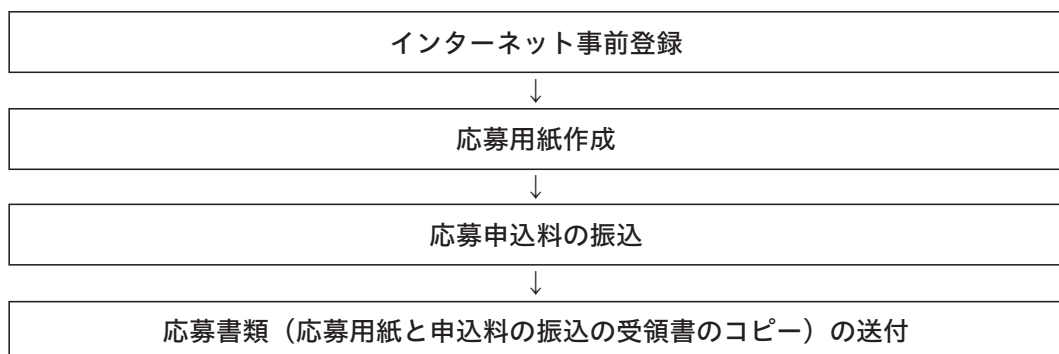 インターネット事前登録
↓
応募用紙作成
↓
応募申込料の振込
↓
応募書類（応募用紙と申込料の振込の受領書のコピー）の送付